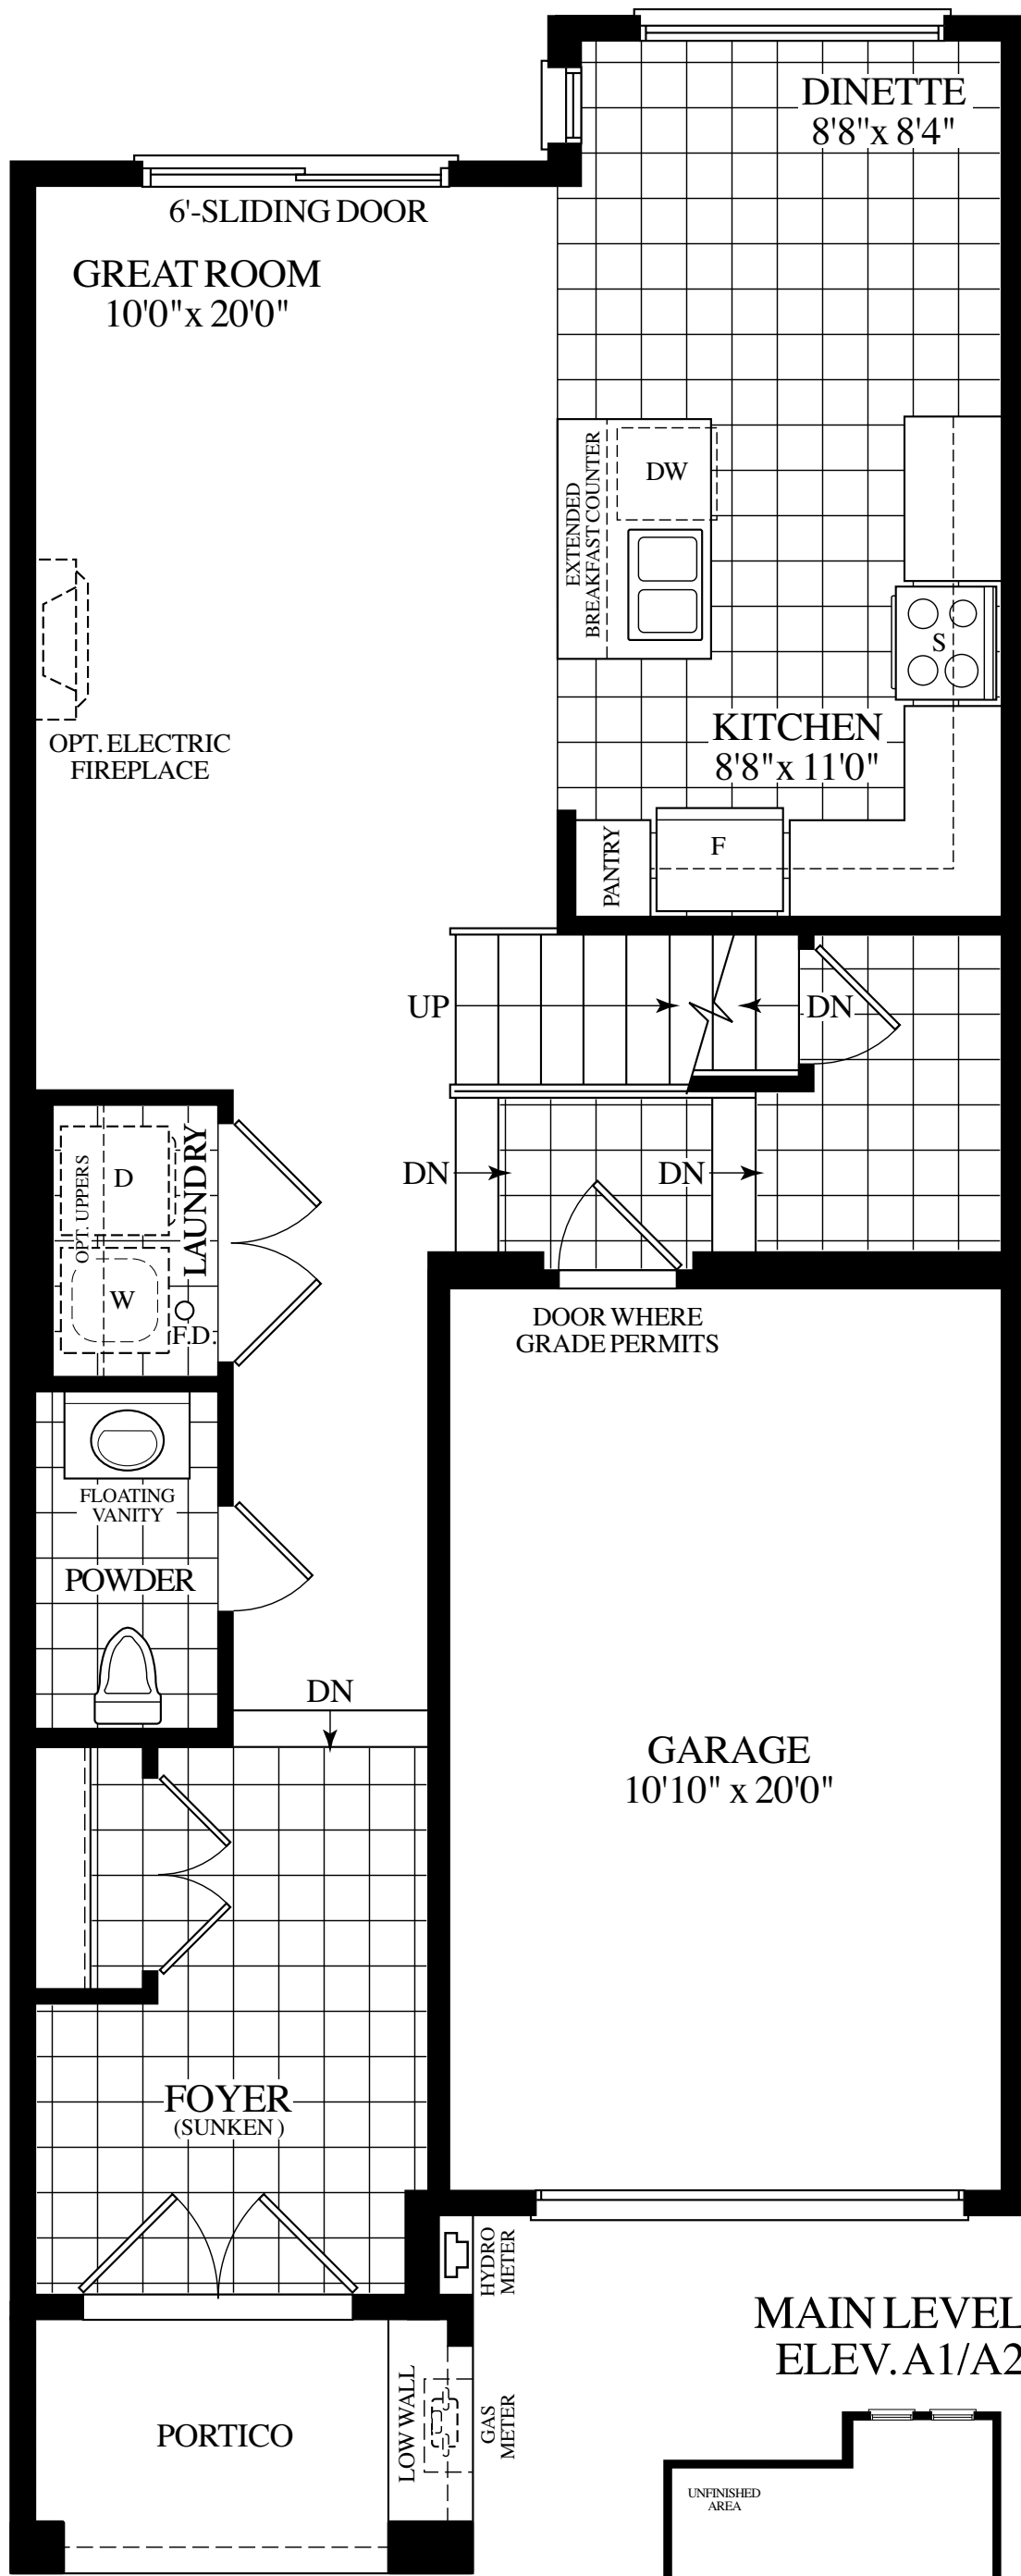 DINETTE
8'8"x 8'4"
6'-SLIDING DOOR
GREAT ROOM
10'0"x 20'0"
EXTENDED
BREAKFAST COUNTER
DW
S
OPT. ELECTRIC
FIREPLACE
KITCHEN
8'8"x 11'0"
PANTRY
F
UP
DN
DN
DN
LAUNDRY
OPT. UPPERS
D
W
F.D.
DOOR WHERE
GRADE PERMITS
FLOATING
VANITY
POWDER
DN
GARAGE
10'10" x 20'0"
FOYER
(SUNKEN )
HYDRO
METER
MAIN LEVEL
ELEV. A1/A2
LOW WALL
GAS
METER
PORTICO
UNFINISHED
AREA